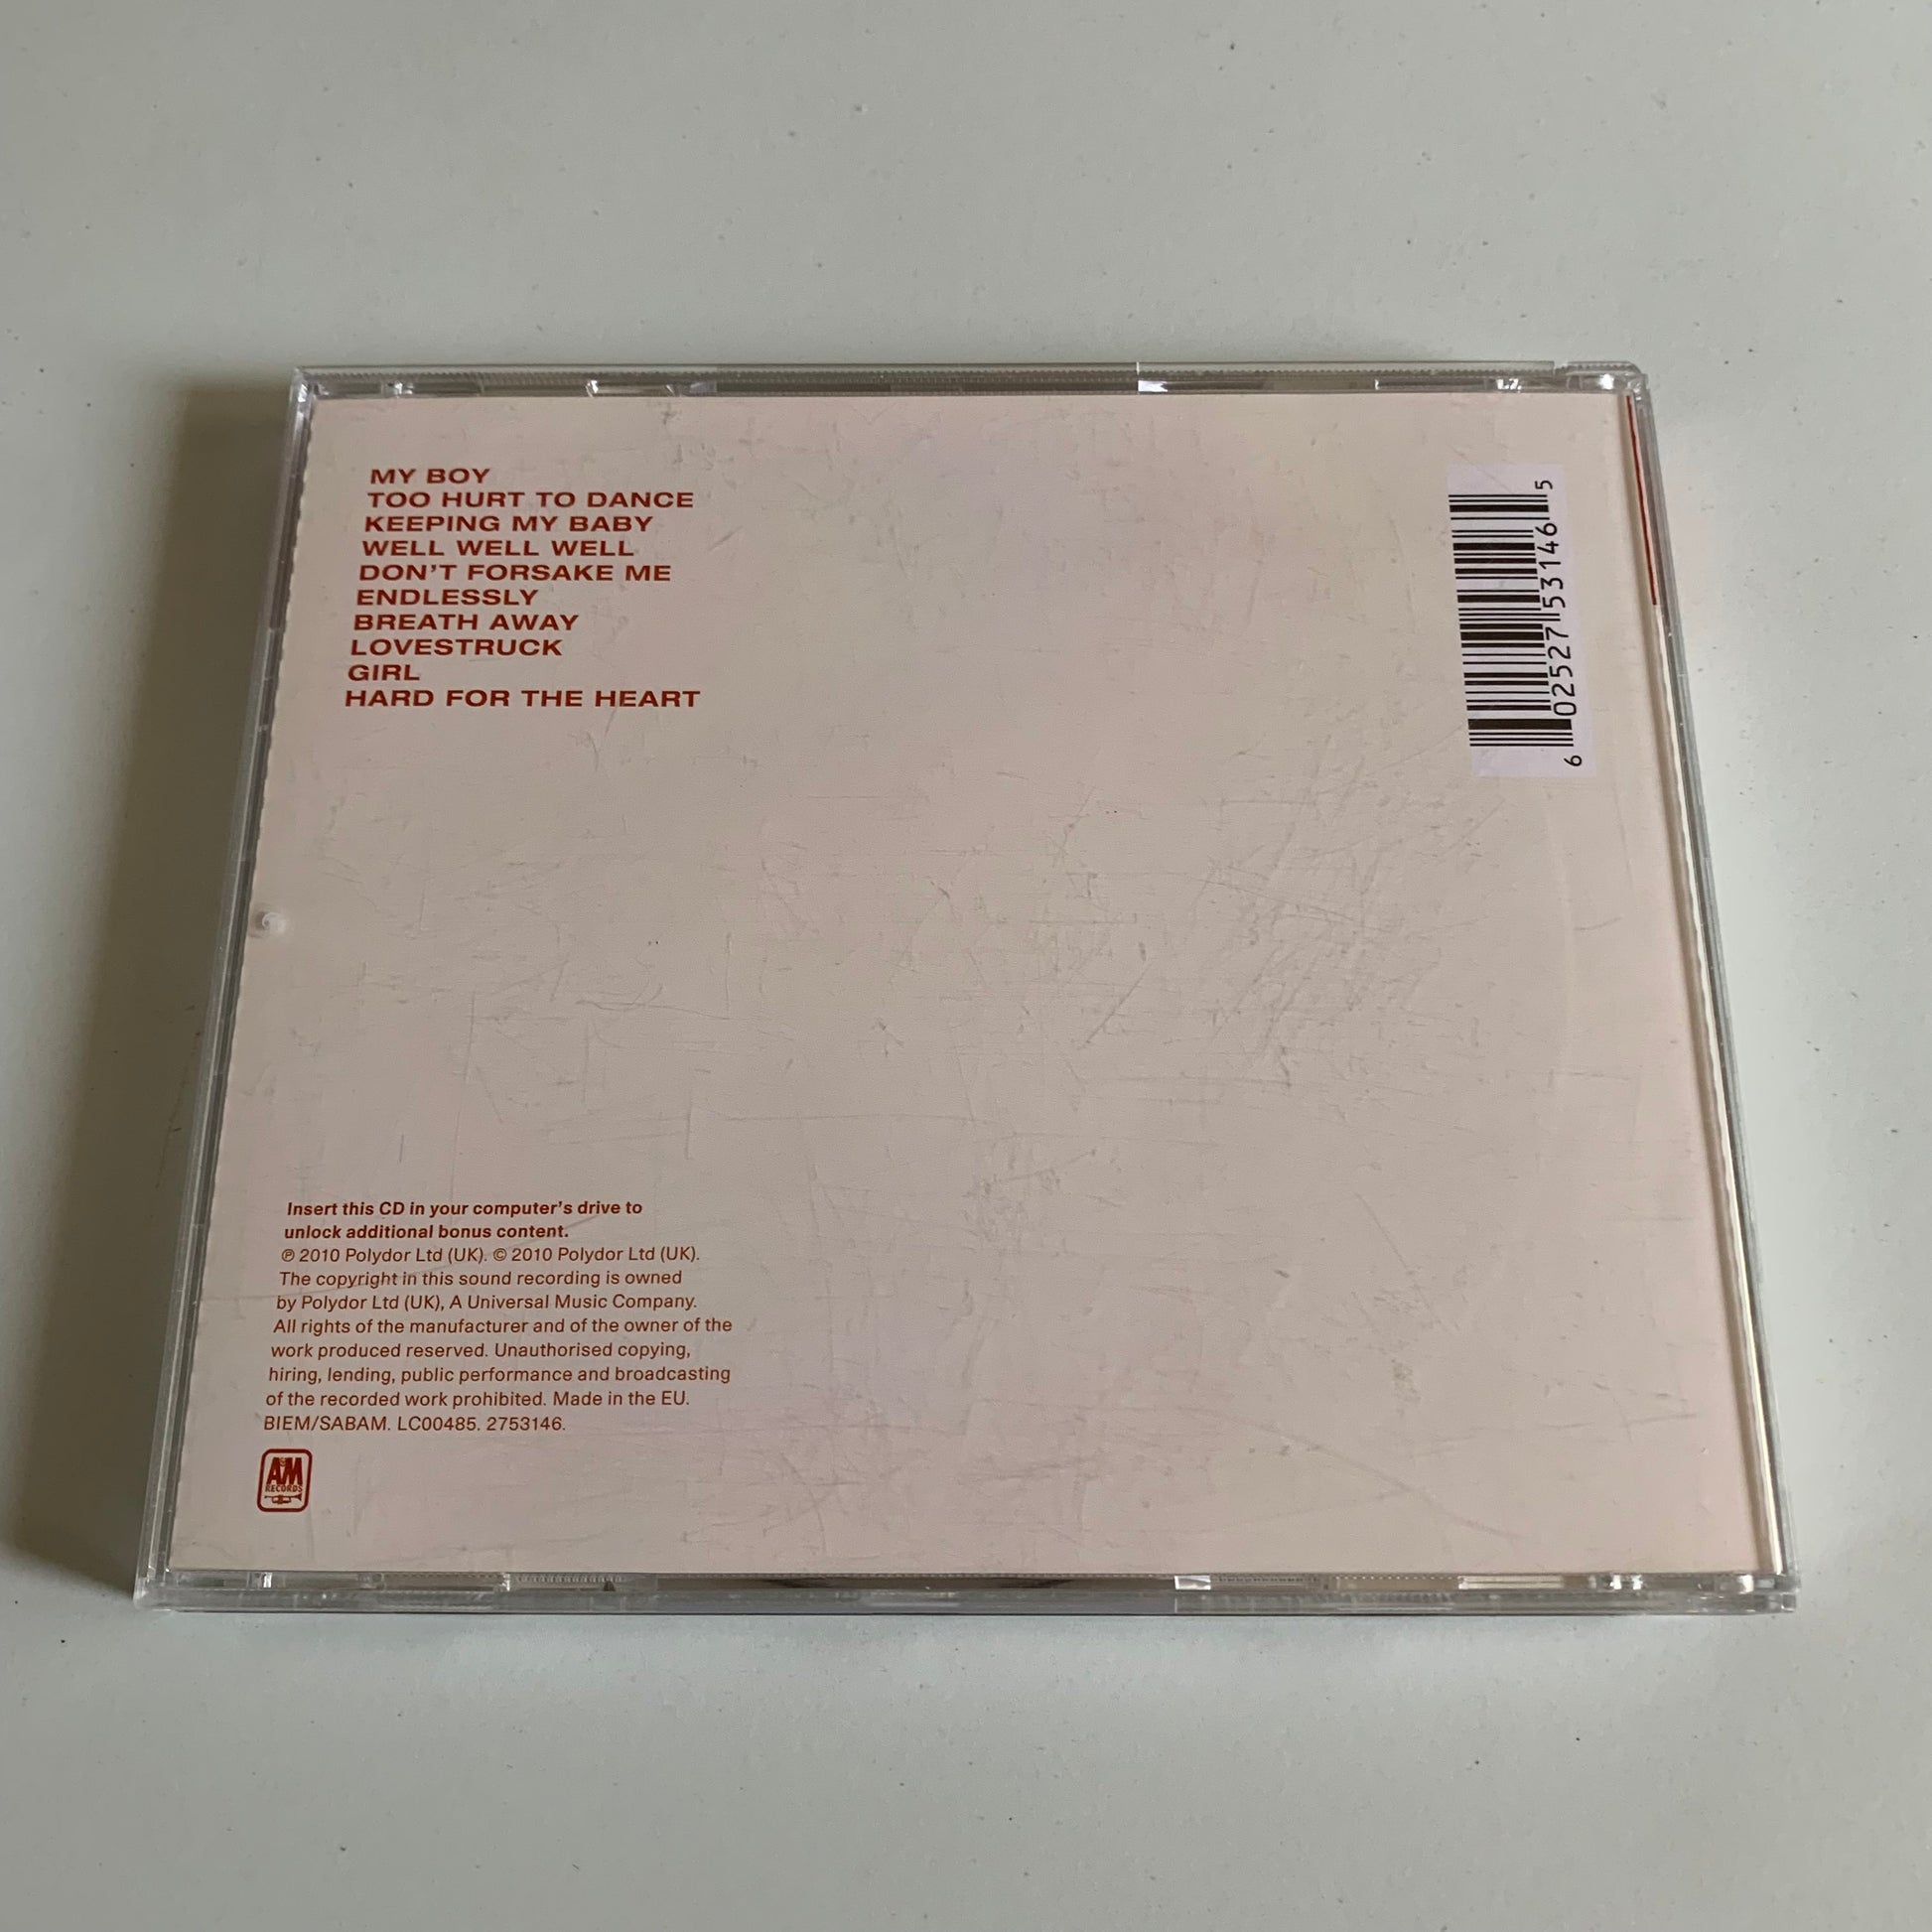 MY BOY
TOO HURT TO DANCE
KEEPING MY BABY
WELL WELL WELL
DON'T FORSAKE ME
ENDLESSLY
BREATH AWAY
LOVESTRUCK
GIRL
HARD FOR THE HEART
6 02527 53146 5
Insert this CD in your computer's drive to
unlock additional bonus content.
℗ 2010 Polydor Ltd (UK). © 2010 Polydor Ltd (UK).
The copyright in this sound recording is owned
by Polydor Ltd (UK), A Universal Music Company.
All rights of the manufacturer and of the owner of the
work produced reserved. Unauthorised copying,
hiring, lending, public performance and broadcasting
of the recorded work prohibited. Made in the EU.
BIEM/SABAM. LC00485. 2753146.
A&M
RECORDS